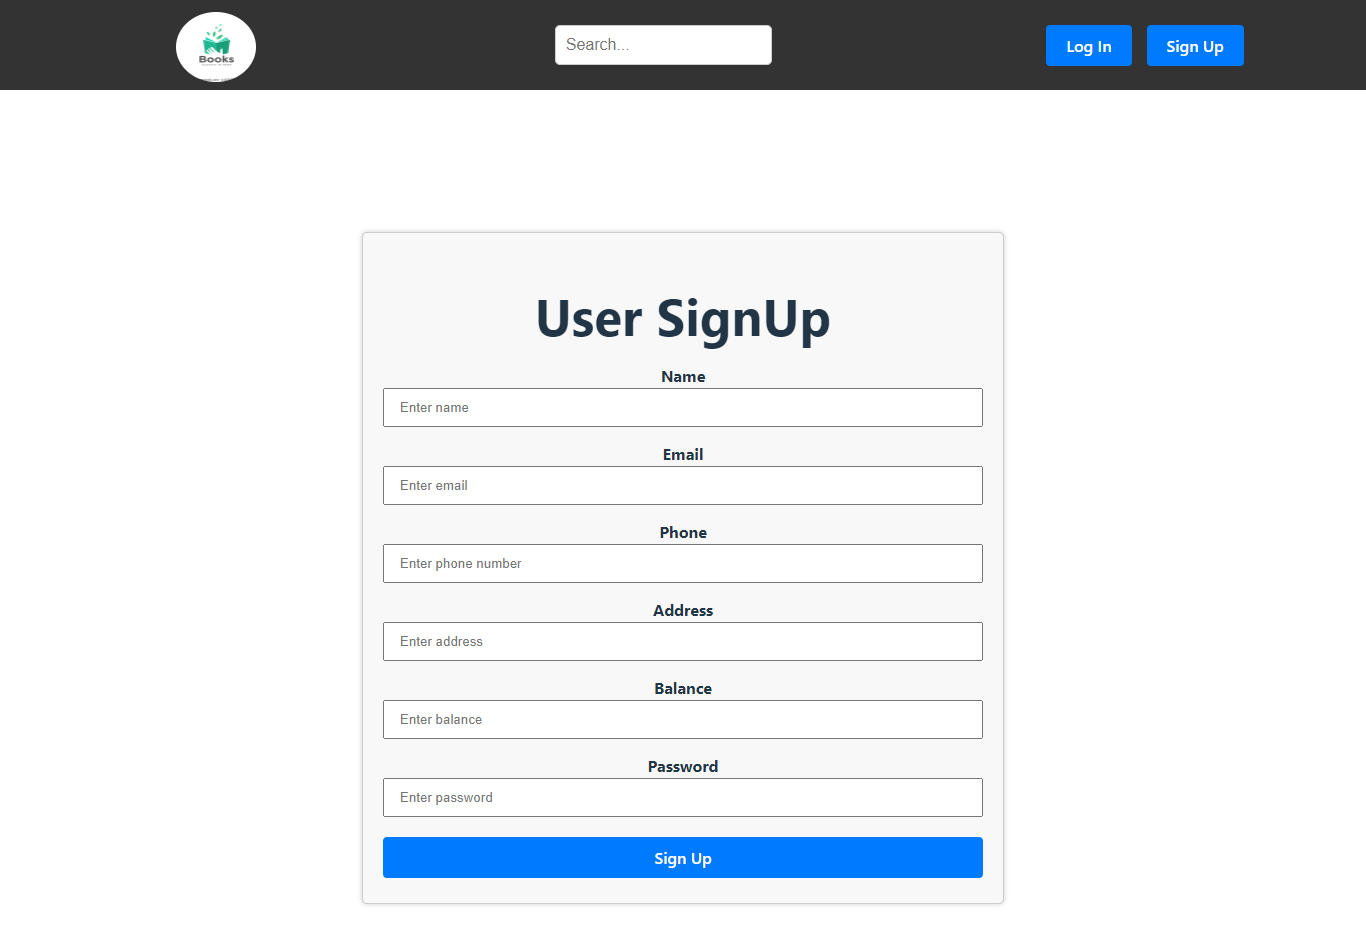 Books
Search...
Log In
Sign Up
User SignUp
Name
Enter name
Email
Enter email
Phone
Enter phone number
Address
Enter address
Balance
Enter balance
Password
Enter password
Sign Up